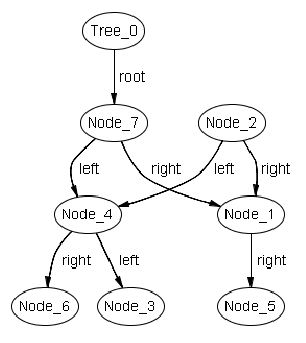 Tree_0
root
Node_7
Node_2
left
right
left
right
Node_4
Node_1
right
left
right
Node_6
Node_3
Node_5